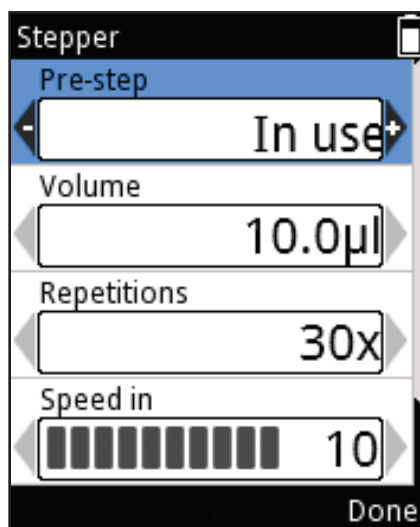 Stepper
Pre-step
- In use +
Volume
10.0µl
Repetitions
30x
Speed in
10
Done